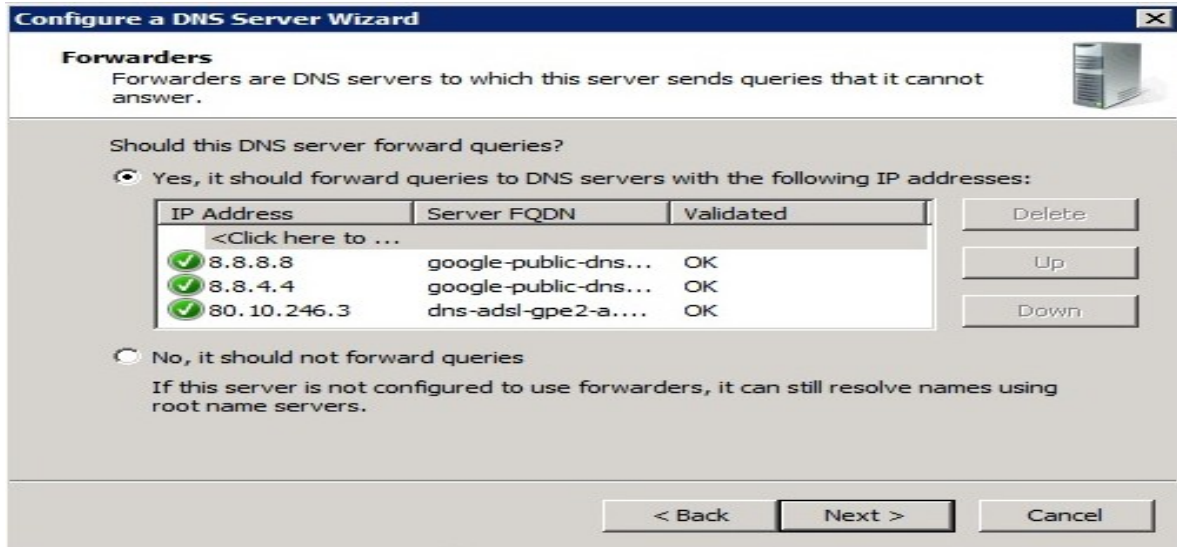 Configure a DNS Server Wizard
Forwarders
Forwarders are DNS servers to which this server sends queries that it cannot
answer.
Should this DNS server forward queries?
Yes, it should forward queries to DNS servers with the following IP addresses:
IP Address Server FQDN Validated
<Click here to ...
8.8.8.8 google-public-dns... OK
8.8.4.4 google-public-dns... OK
80.10.246.3 dns-adsl-gpe2-a.... OK
Delete
Up
Down
No, it should not forward queries
If this server is not configured to use forwarders, it can still resolve names using
root name servers.
< Back Next > Cancel